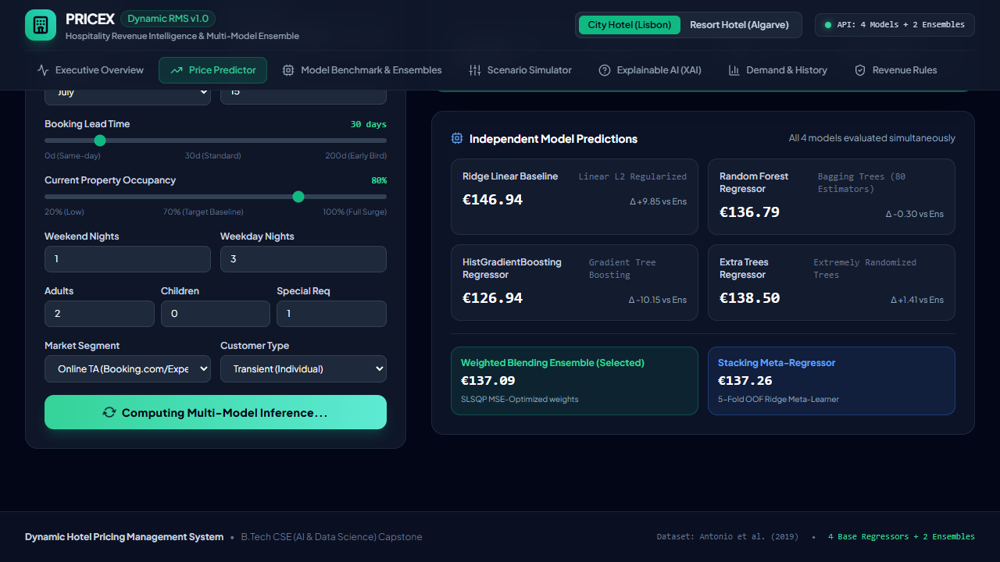 PRICEX Dynamic RMS v1.0
Hospitality Revenue Intelligence & Multi-Model Ensemble
City Hotel (Lisbon) Resort Hotel (Algarve)
API: 4 Models + 2 Ensembles
Executive Overview Price Predictor Model Benchmark & Ensembles Scenario Simulator Explainable AI (XAI) Demand & History Revenue Rules
July 15
Booking Lead Time 30 days
0d (Same-day) 30d (Standard) 200d (Early Bird)
Current Property Occupancy 80%
20% (Low) 70% (Target Baseline) 100% (Full Surge)
Weekend Nights Weekday Nights
1 3
Adults Children Special Req
2 0 1
Market Segment Customer Type
Online TA (Booking.com/Expe Transient (Individual)
Computing Multi-Model Inference...
Independent Model Predictions All 4 models evaluated simultaneously
Ridge Linear Baseline Linear L2 Regularized
€146.94 Δ +9.85 vs Ens
Random Forest Regressor Bagging Trees (80 Estimators)
€136.79 Δ -0.30 vs Ens
HistGradientBoosting Regressor Gradient Tree Boosting
€126.94 Δ -10.15 vs Ens
Extra Trees Regressor Extremely Randomized Trees
€138.50 Δ +1.41 vs Ens
Weighted Blending Ensemble (Selected)
€137.09
SLSQP MSE-Optimized weights
Stacking Meta-Regressor
€137.26
5-Fold OOF Ridge Meta-Learner
Dynamic Hotel Pricing Management System • B.Tech CSE (AI & Data Science) Capstone
Dataset: Antonio et al. (2019) • 4 Base Regressors + 2 Ensembles